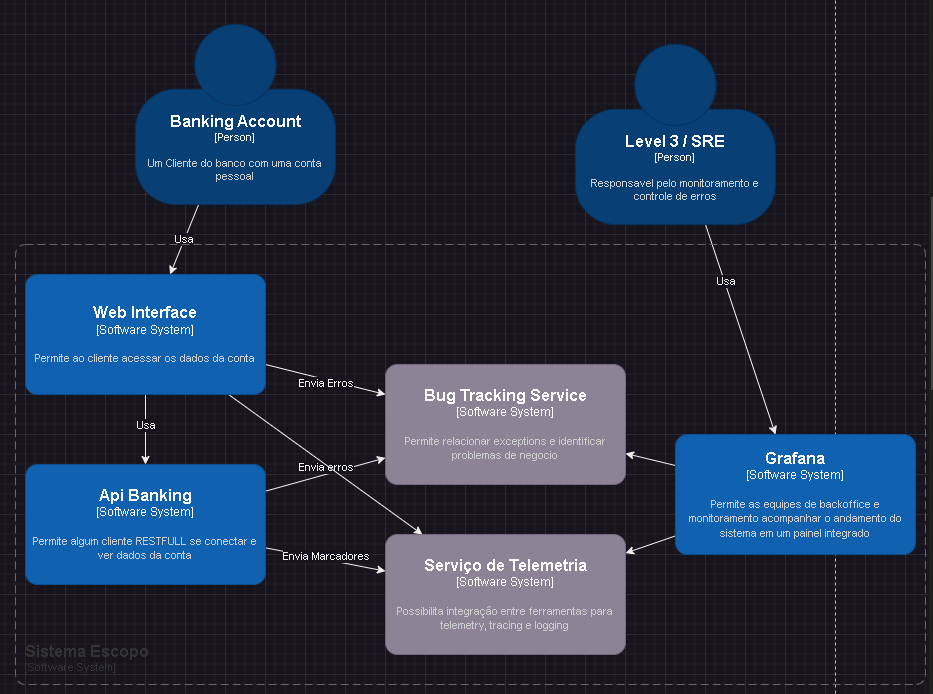 Banking Account
[Person]
Um Cliente do banco com uma conta
pessoal
Level 3 / SRE
[Person]
Responsavel pelo monitoramento e
controle de erros
Usa
Usa
Web Interface
[Software System]
Permite ao cliente acessar os dados da conta
Envia Erros
Bug Tracking Service
[Software System]
Permite relacionar exceptions e identificar
problemas de negocio
Usa
Grafana
[Software System]
Permite as equipes de backoffice e
monitoramento acompanhar o andamento do
sistema em um painel integrado
Envia erros
Api Banking
[Software System]
Permite algum cliente RESTFULL se conectar e
ver dados da conta
Envia Marcadores
Serviço de Telemetria
[Software System]
Possibilita integração entre ferramentas para
telemetry, tracing e logging
Sistema Escopo
[Software System]